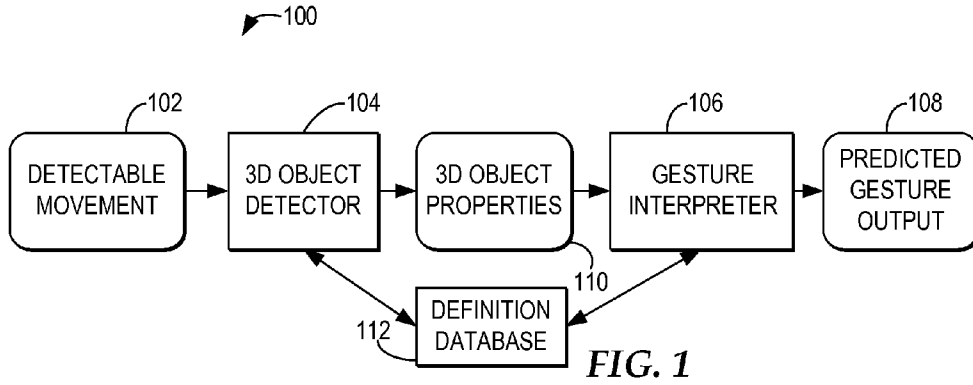 100
102
104
106
108
DETECTABLE
MOVEMENT
3D OBJECT
DETECTOR
3D OBJECT
PROPERTIES
GESTURE
INTERPRETER
PREDICTED
GESTURE
OUTPUT
110
112
DEFINITION
DATABASE
FIG. 1